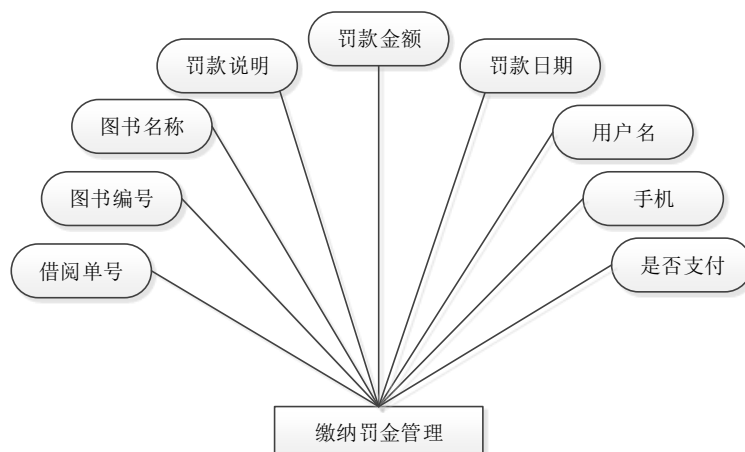 罚款金额
罚款说明
罚款日期
图书名称
用户名
图书编号
手机
借阅单号
是否支付
缴纳罚金管理